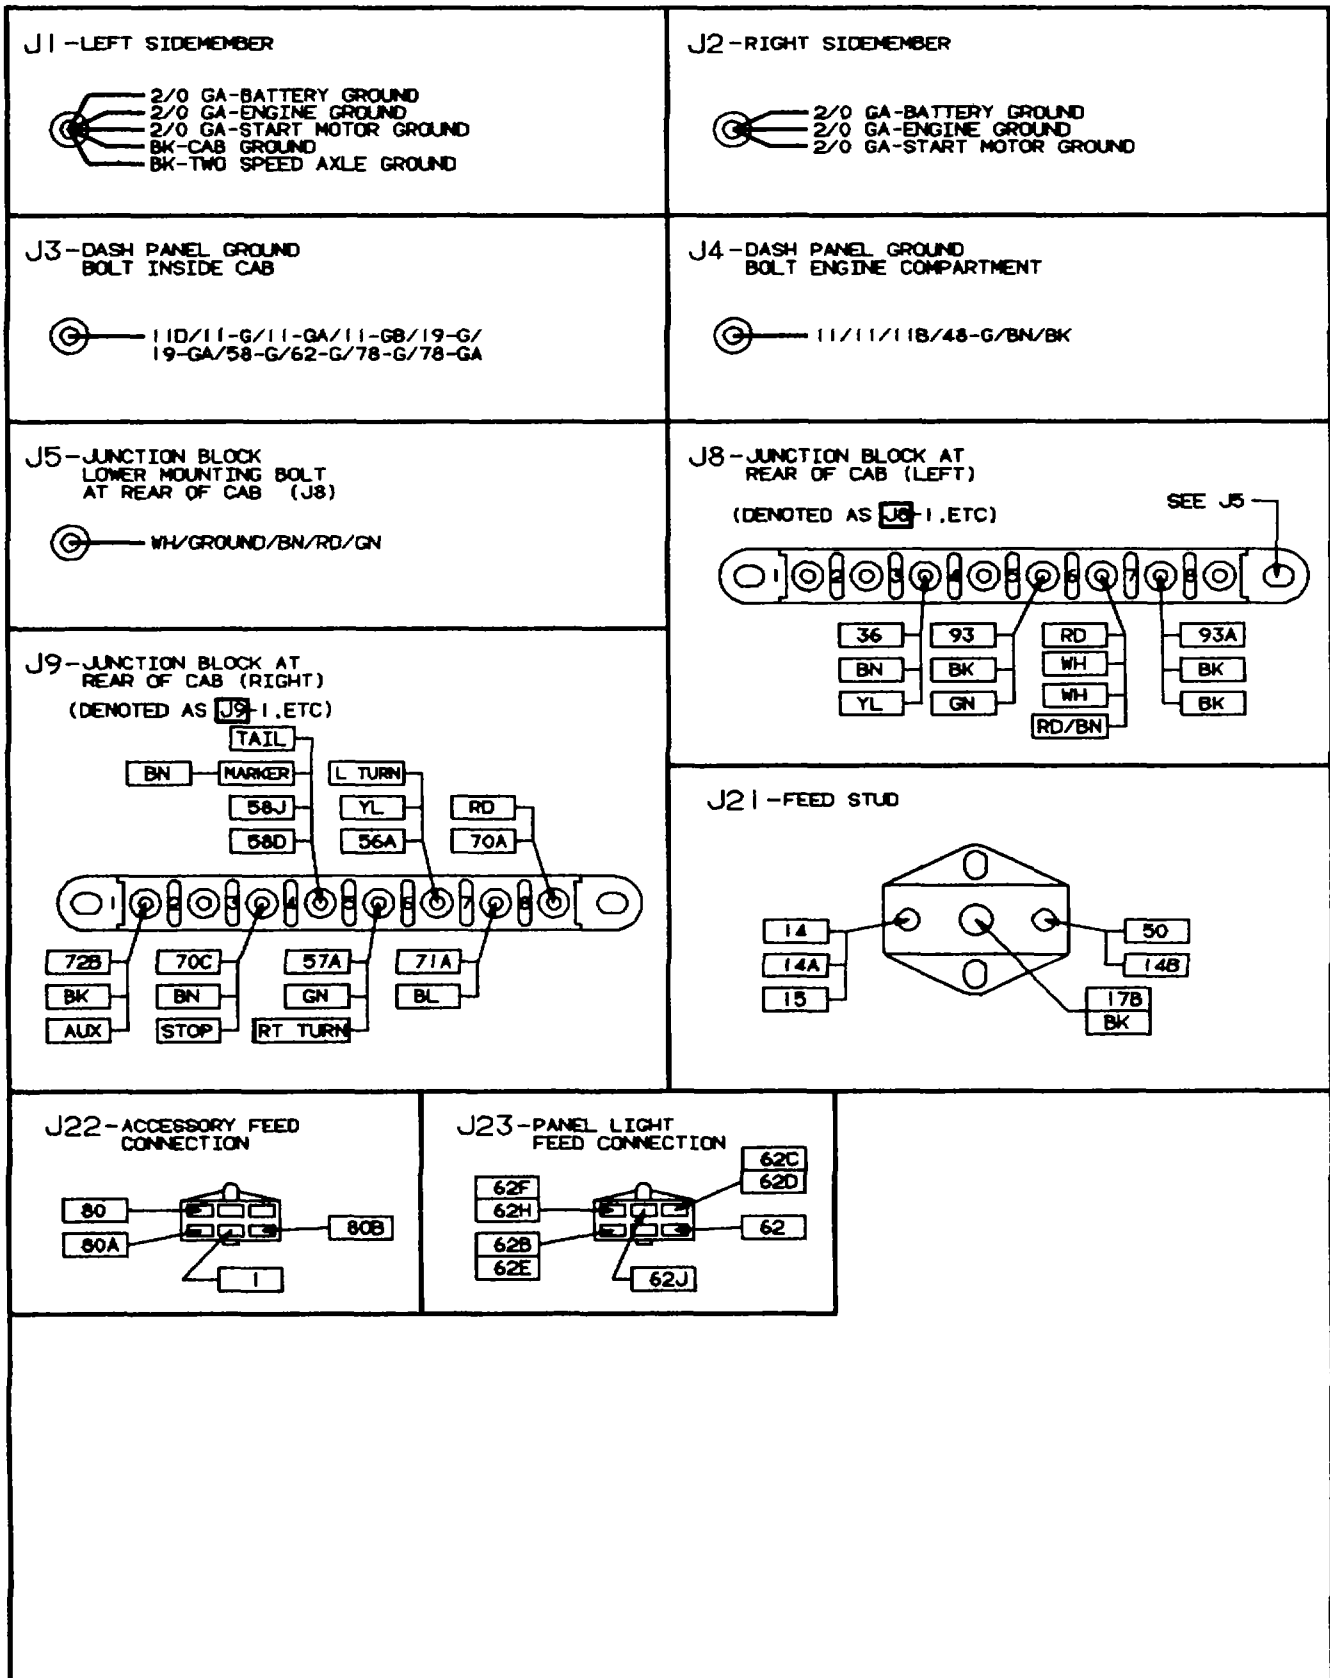 J1-LEFT SIDEMEMBER
2/0 GA-BATTERY GROUND
2/0 GA-ENGINE GROUND
2/0 GA-START MOTOR GROUND
BK-CAB GROUND
BK-TWO SPEED AXLE GROUND
J2-RIGHT SIDEMEMBER
2/0 GA-BATTERY GROUND
2/0 GA-ENGINE GROUND
2/0 GA-START MOTOR GROUND
J3-DASH PANEL GROUND
BOLT INSIDE CAB
11D/11-G/11-GA/11-GB/19-G/
19-GA/58-G/62-G/78-G/78-GA
J4-DASH PANEL GROUND
BOLT ENGINE COMPARTMENT
11/11/11B/48-G/BN/BK
J5-JUNCTION BLOCK
LOWER MOUNTING BOLT
AT REAR OF CAB (J8)
WH/GROUND/BN/RD/GN
J8-JUNCTION BLOCK AT
REAR OF CAB (LEFT)
SEE J5
(DENOTED AS J8-1,ETC)
1 2 3 4 5 6 7 8
36 93 RD 93A
BN BK WH BK
YL GN WH BK
RD/BN
J9-JUNCTION BLOCK AT
REAR OF CAB (RIGHT)
(DENOTED AS J9-1,ETC)
TAIL
BN MARKER L TURN
58J YL RD
58D 56A 70A
1 2 3 4 5 6 7 8
72B 70C 57A 71A
BK BN GN BL
AUX STOP RT TURN
J21-FEED STUD
14 50
14A 14B
15 17B
BK
J22-ACCESSORY FEED
CONNECTION
80
80A 80B
1
J23-PANEL LIGHT
FEED CONNECTION
62C
62F 62D
62H
62B 62
62E
62J